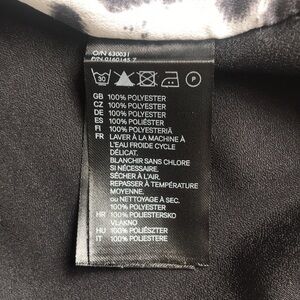 O/N 630031
P/N 0160145 7
30
P
GB 100% POLYESTER
CZ 100% POLYESTER
DE 100% POLYESTER
ES 100% POLIÉSTER
FI 100% POLYESTERIÄ
FR LAVER À LA MACHINE À
L'EAU FROIDE CYCLE
DÉLICAT.
BLANCHIR SANS CHLORE
SI NÉCESSAIRE.
SÉCHER À L'AIR.
REPASSER À TEMPÉRATURE
MOYENNE.
ou NETTOYAGE À SEC.
100% POLYESTER
HR 100% POLIESTERSKO
VLAKNO
HU 100% POLIÉSZTER
IT 100% POLIESTERE